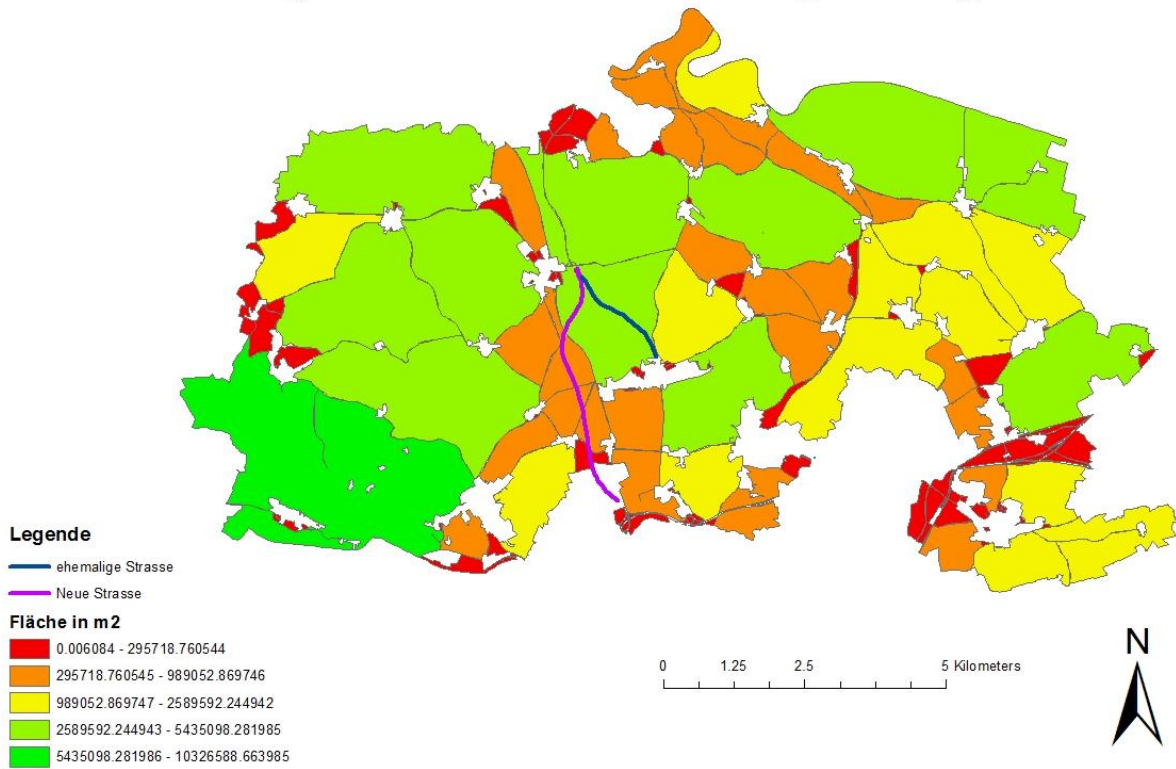 Legende
ehemalige Strasse
Neue Strasse
Fläche in m2
0.006084 - 295718.760544
295718.760545 - 989052.869746
989052.869747 - 2589592.244942
2589592.244943 - 5435098.281985
5435098.281986 - 10326588.663985
0 1.25 2.5 5 Kilometers
N